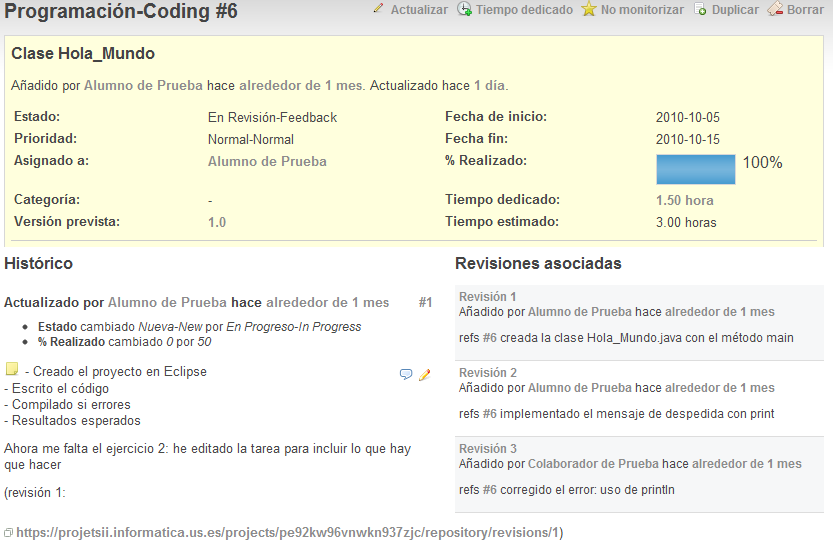 Programación-Coding #6
Actualizar Tiempo dedicado No monitorizar Duplicar Borrar
Clase Hola_Mundo
Añadido por Alumno de Prueba hace alrededor de 1 mes. Actualizado hace 1 día.
Estado: En Revisión-Feedback Fecha de inicio: 2010-10-05
Prioridad: Normal-Normal Fecha fin: 2010-10-15
Asignado a: Alumno de Prueba % Realizado: 100%
Categoría: - Tiempo dedicado: 1.50 hora
Versión prevista: 1.0 Tiempo estimado: 3.00 horas
Histórico
Actualizado por Alumno de Prueba hace alrededor de 1 mes #1
• Estado cambiado Nueva-New por En Progreso-In Progress
• % Realizado cambiado 0 por 50
- Creado el proyecto en Eclipse
- Escrito el código
- Compilado si errores
- Resultados esperados
Ahora me falta el ejercicio 2: he editado la tarea para incluir lo que hay
que hacer
(revisión 1:
https://projetsii.informatica.us.es/projects/pe92kw96vnwkn937zjc/repository/revisions/1)
Revisiones asociadas
Revisión 1
Añadido por Alumno de Prueba hace alrededor de 1 mes
refs #6 creada la clase Hola_Mundo.java con el método main
Revisión 2
Añadido por Alumno de Prueba hace alrededor de 1 mes
refs #6 implementado el mensaje de despedida con print
Revisión 3
Añadido por Colaborador de Prueba hace alrededor de 1 mes
refs #6 corregido el error: uso de println